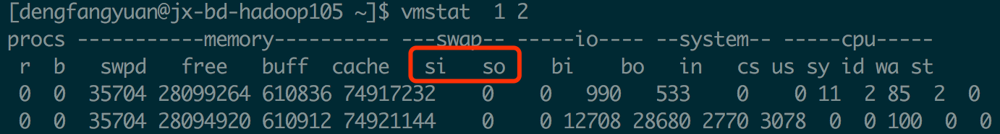 [dengfangyuan@jx-bd-hadoop105 ~]$ vmstat  1 2
procs -----------memory---------- ---swap-- -----io---- --system-- -----cpu-----
 r  b   swpd   free   buff  cache   si   so    bi    bo   in   cs us sy id wa st
 0  0  35704 28099264 610836 74917232    0    0   990   533    0    0 11  2 85  2  0
 0  0  35704 28094920 610912 74921144    0    0 12708 28680 2770 3078  0  0 100  0  0